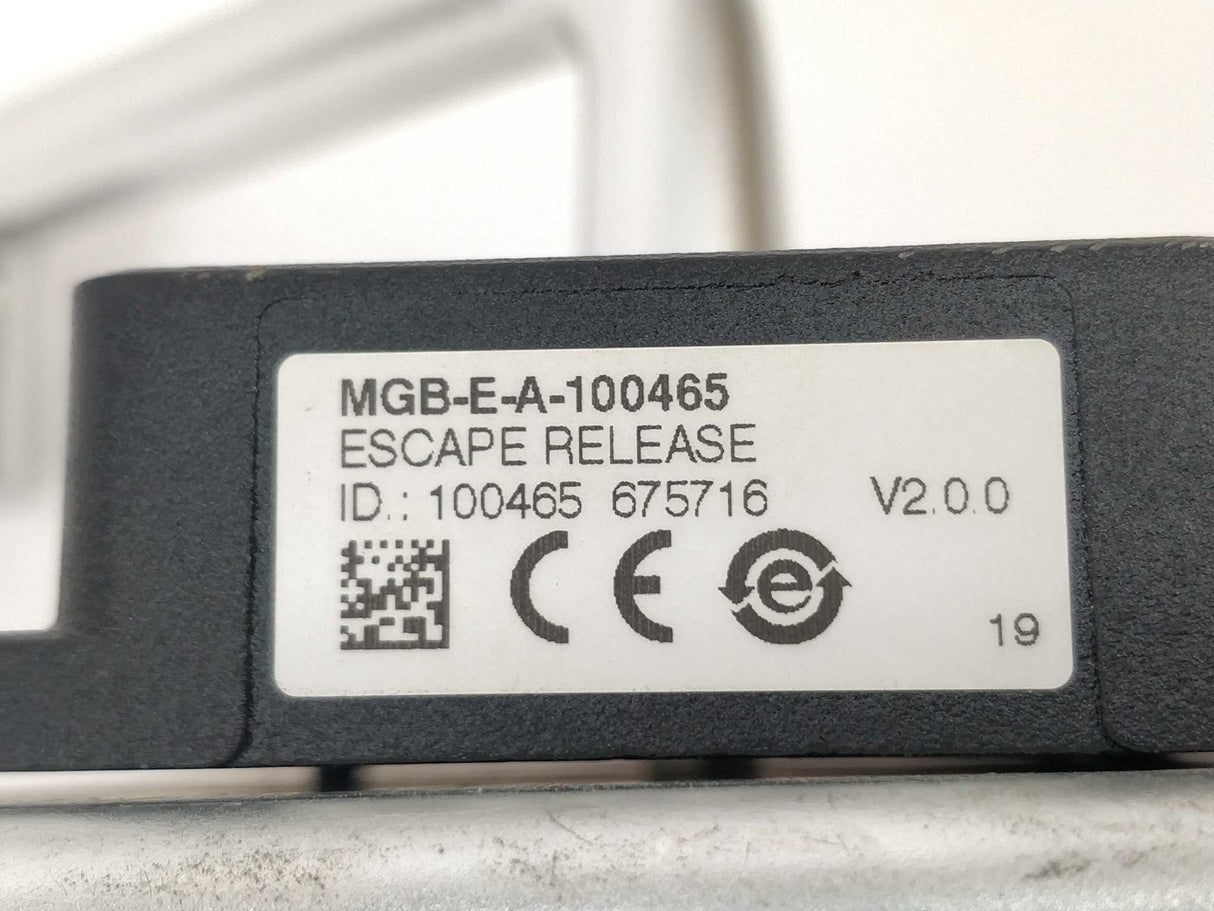 MGB-E-A-100465
ESCAPE RELEASE
ID.: 100465 675716 V2.0.0
CE e
19